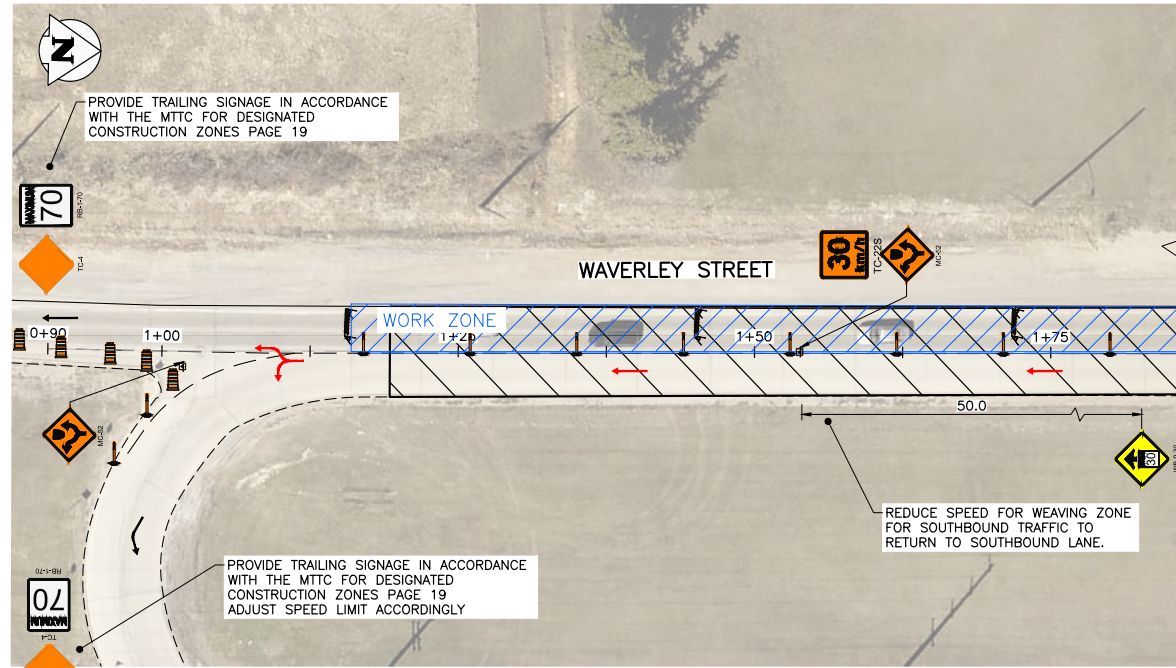 N
PROVIDE TRAILING SIGNAGE IN ACCORDANCE
WITH THE MTTC FOR DESIGNATED
CONSTRUCTION ZONES PAGE 19
MAXIMUM
70
RB-1-70
TC-4
WAVERLEY STREET
30
km/h
TC-22S
MC-52
WORK ZONE
0+90
1+00
1+50
1+75
50.0
MC-52
30
REDUCE SPEED FOR WEAVING ZONE
FOR SOUTHBOUND TRAFFIC TO
RETURN TO SOUTHBOUND LANE.
PROVIDE TRAILING SIGNAGE IN ACCORDANCE
WITH THE MTTC FOR DESIGNATED
CONSTRUCTION ZONES PAGE 19
ADJUST SPEED LIMIT ACCORDINGLY
RB-1-70
MAXIMUM
70
TC-4